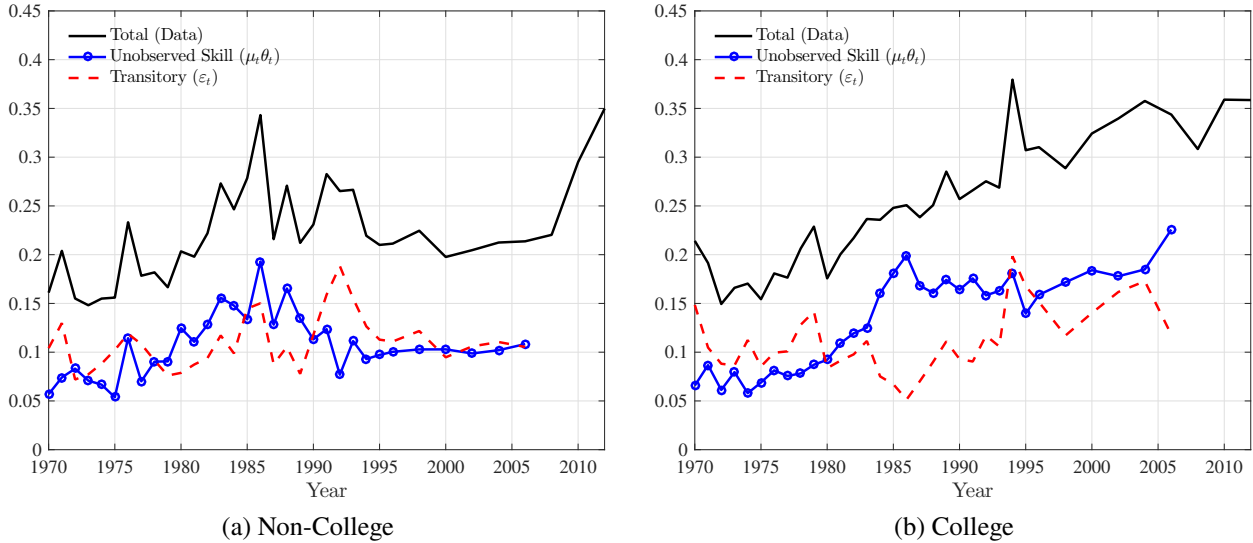 0.45
0.4
0.35
0.3
0.25
0.2
0.15
0.1
0.05
0
Total (Data)
Unobserved Skill (μₜθₜ)
Transitory (εₜ)
1970 1975 1980 1985 1990 1995 2000 2005 2010
Year
(a) Non-College
0.45
0.4
0.35
0.3
0.25
0.2
0.15
0.1
0.05
0
Total (Data)
Unobserved Skill (μₜθₜ)
Transitory (εₜ)
1970 1975 1980 1985 1990 1995 2000 2005 2010
Year
(b) College